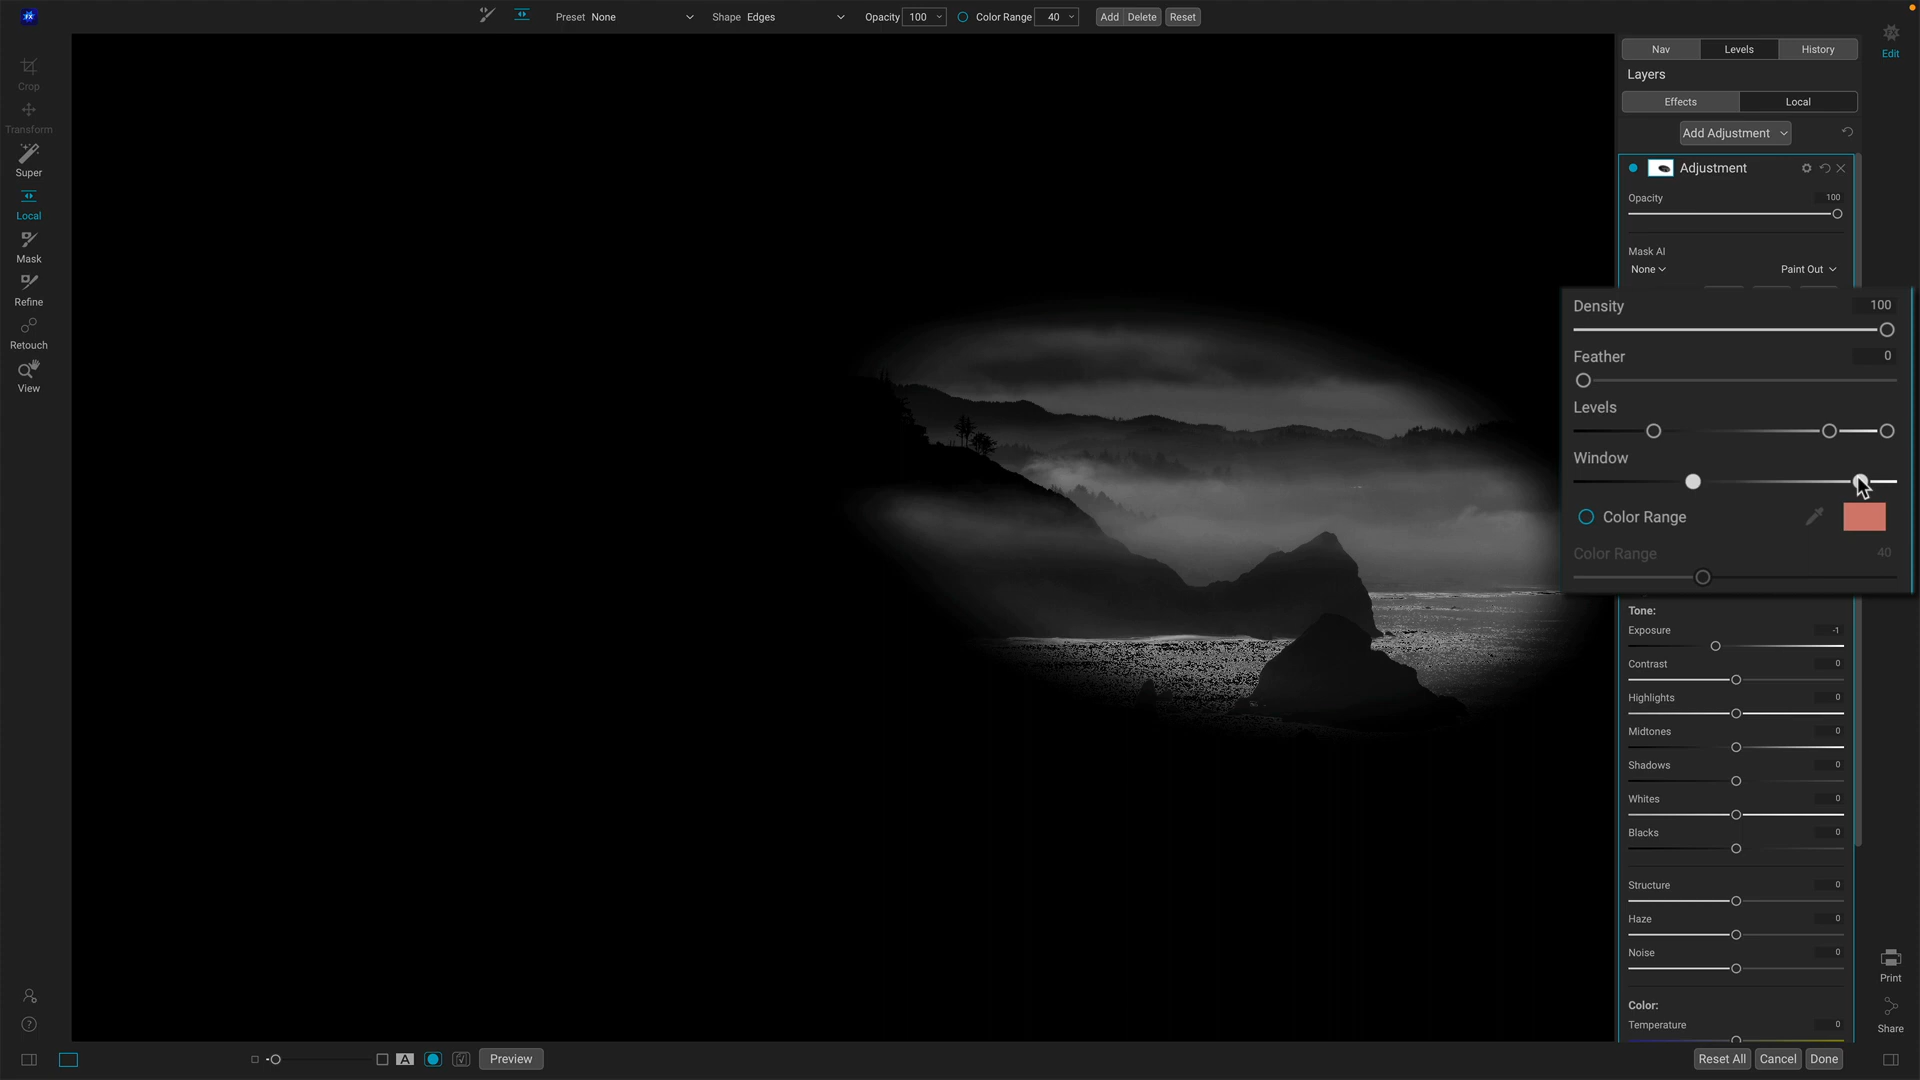 Preset None
Shape Edges
Opacity 100
Color Range 40
Add Delete Reset
Nav Levels History
Edit
Layers
Effects Local
Add Adjustment
Adjustment
Opacity 100
Mask AI
None Paint Out
Density 100
Feather 0
Levels
Window
Color Range
Color Range 40
Tone:
Exposure -1
Contrast 0
Highlights 0
Midtones 0
Shadows 0
Whites 0
Blacks 0
Structure 0
Haze 0
Noise 0
Color:
Temperature 0
Crop
Transform
Super
Local
Mask
Refine
Retouch
View
Print
Share
A
Preview
Reset All Cancel Done